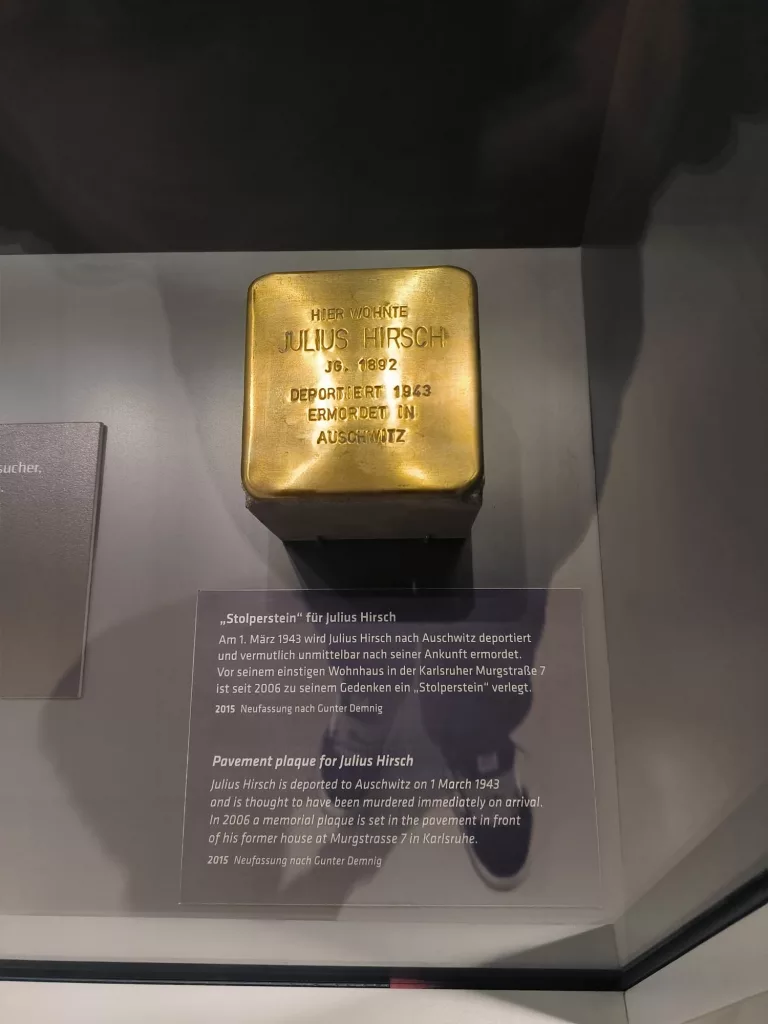 HIER WOHNTE
JULIUS HIRSCH
JG. 1892
DEPORTIERT 1943
ERMORDET IN
AUSCHWITZ
sucher,
„Stolperstein“ für Julius Hirsch
Am 1. März 1943 wird Julius Hirsch nach Auschwitz deportiert
und vermutlich unmittelbar nach seiner Ankunft ermordet.
Vor seinem einstigen Wohnhaus in der Karlsruher Murgstraße 7
ist seit 2006 zu seinem Gedenken ein „Stolperstein“ verlegt.
2015 Neufassung nach Gunter Demnig
Pavement plaque for Julius Hirsch
Julius Hirsch is deported to Auschwitz on 1 March 1943
and is thought to have been murdered immediately on arrival.
In 2006 a memorial plaque is set in the pavement in front
of his former house at Murgstrasse 7 in Karlsruhe.
2015 Neufassung nach Gunter Demnig